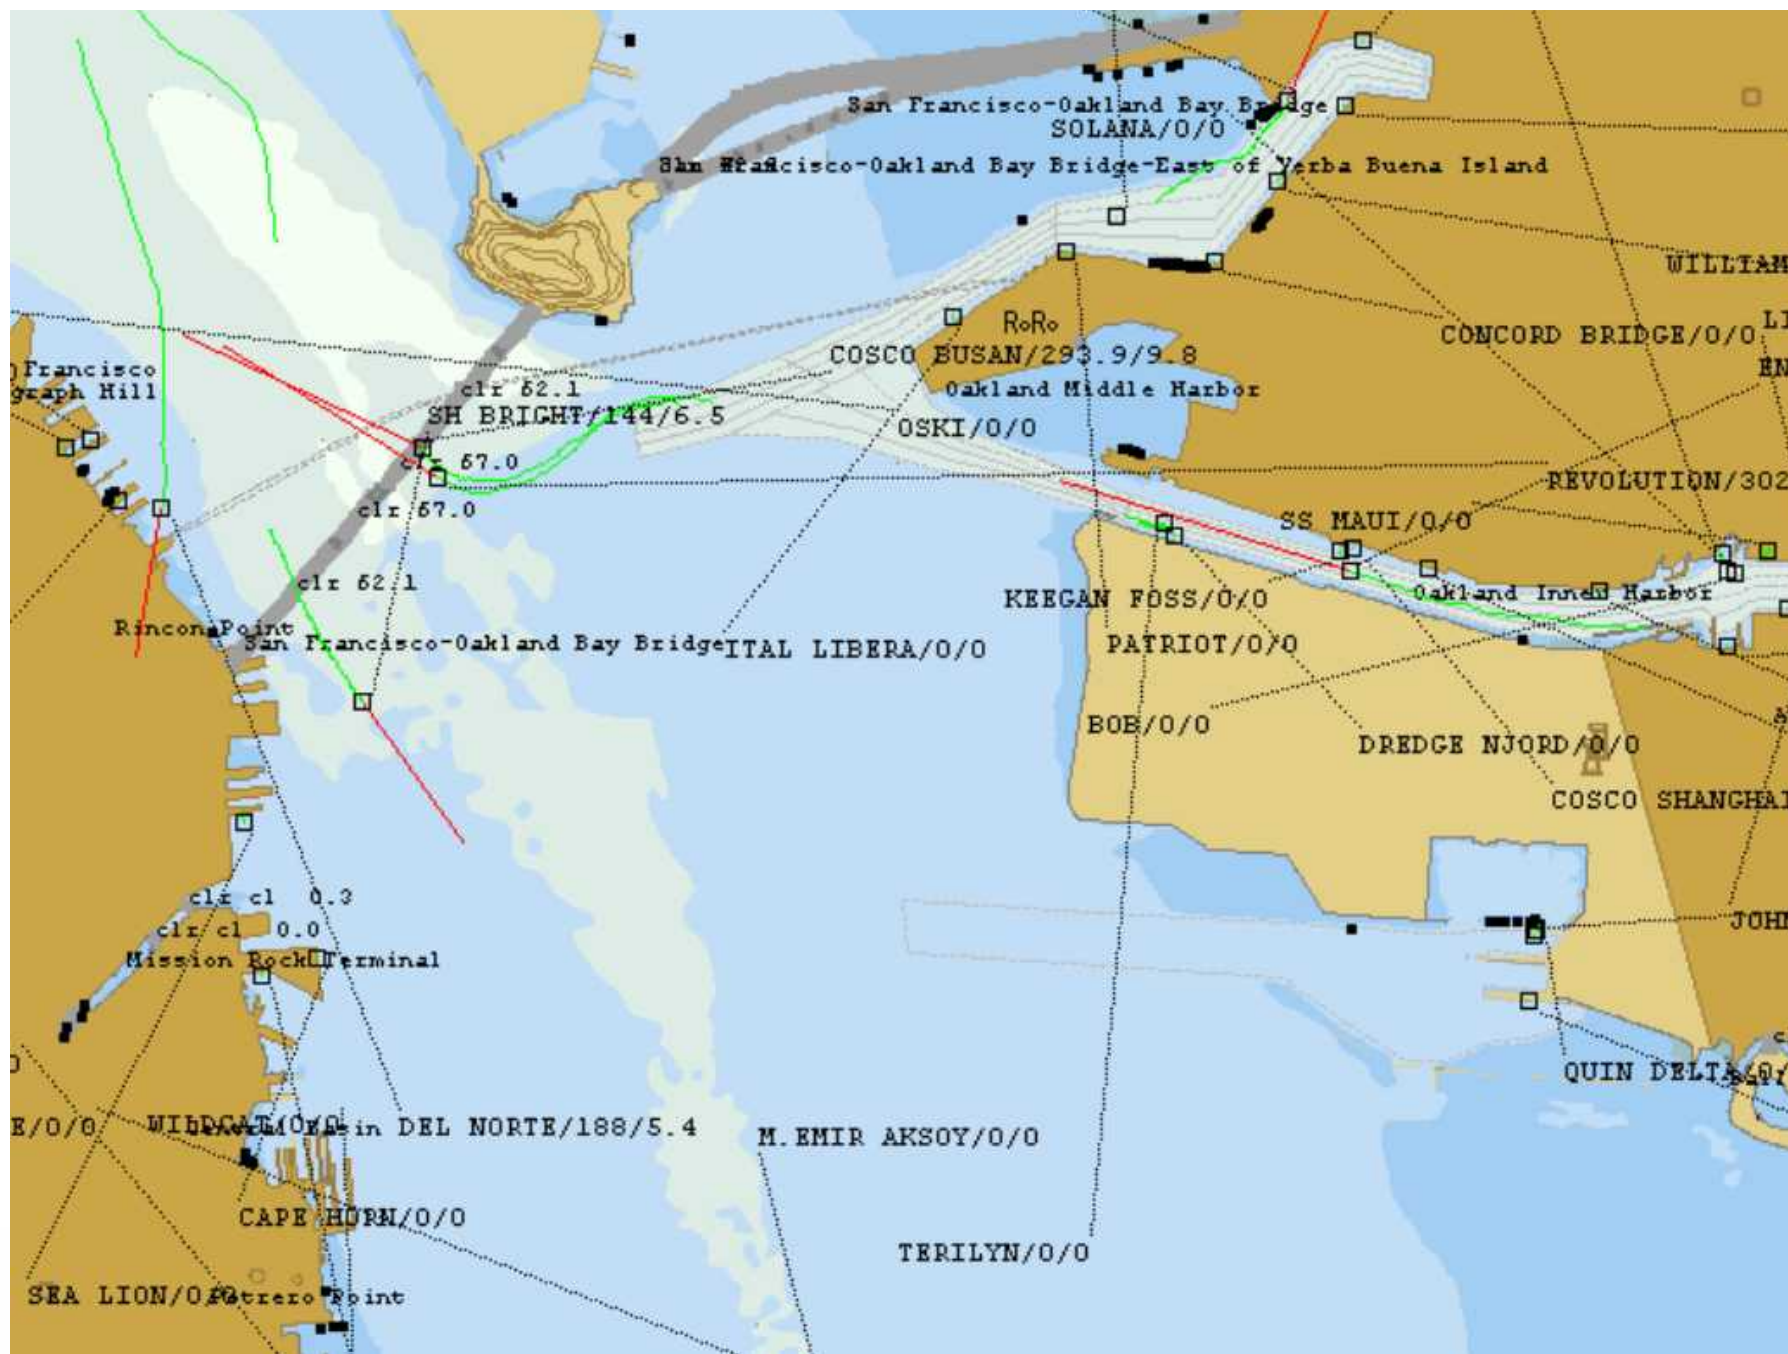 San Francisco-Oakland Bay Bridge
SOLANA/0/0
San Francisco-Oakland Bay Bridge-East of Yerba Buena Island
WILLIAM
RoRo
CONCORD BRIDGE/0/0
LI
COSCO BUSAN/293.9/9.8
Francisco
graph Hill
EN
clr 62.1
Oakland Middle Harbor
SH BRIGHT/144/6.5
OSKI/0/0
clr 67.0
REVOLUTION/302
clr 67.0
SS MAUI/0/0
clr 62.1
KEEGAN FOSS/0/0
Oakland Inner Harbor
Rincon Point
San Francisco-Oakland Bay Bridge
ITAL LIBERA/0/0
PATRIOT/0/0
BOB/0/0
DREDGE NJORD/0/0
COSCO SHANGHAI
clr cl 0.3
JOHN
clr cl 0.0
Mission Rock Terminal
QUIN DELTA/0/
E/0/0
WILDCAT/0/0
Basin
DEL NORTE/188/5.4
M.EMIR AKSOY/0/0
CAPE HORN/0/0
TERILYN/0/0
SEA LION/0/0
Potrero Point